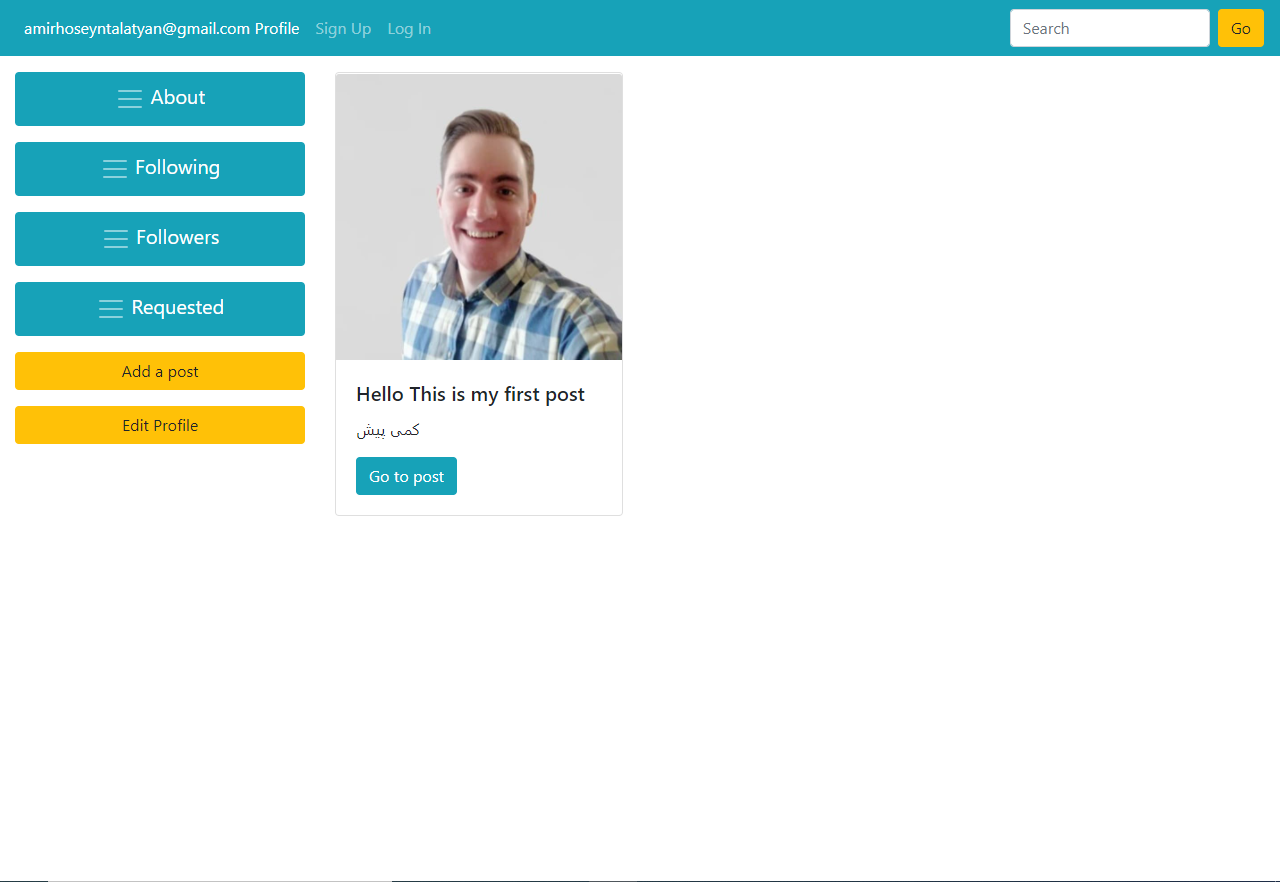 amirhoseyntalatyan@gmail.com Profile Sign Up Log In Search Go
About
Following
Followers
Requested
Add a post
Edit Profile
Hello This is my first post
کمی پیش
Go to post